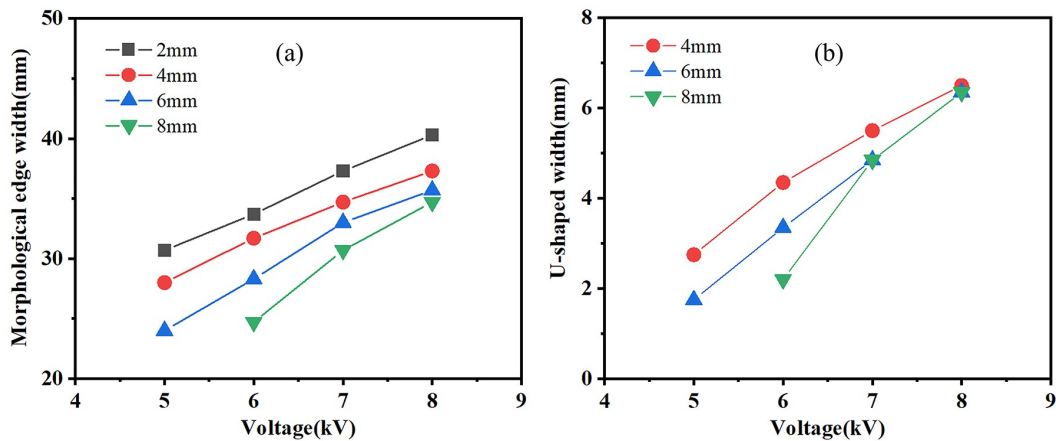 50
40
30
20
Morphological edge width(mm)
2mm
4mm
6mm
8mm
(a)
4 5 6 7 8 9
Voltage(kV)
8
6
4
2
0
U-shaped width(mm)
4mm
6mm
8mm
(b)
4 5 6 7 8 9
Voltage(kV)